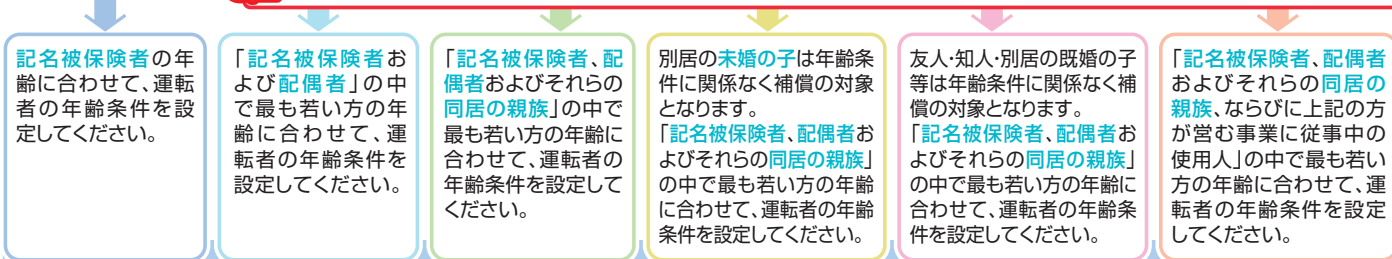 記名被保険者の年
齢に合わせて、運転
者の年齢条件を設
定してください。
「記名被保険者お
よび配偶者」の中
で最も若い方の年
齢に合わせて、運
転者の年齢条件を
設定してください。
「記名被保険者、配
偶者およびそれらの
同居の親族」の中で
最も若い方の年齢に
合わせて、運転者の
年齢条件を設定して
ください。
別居の未婚の子は年齢条
件に関係なく補償の対象
となります。
「記名被保険者、配偶者お
よびそれらの同居の親族」
の中で最も若い方の年齢
に合わせて、運転者の年齢
条件を設定してください。
友人・知人・別居の既婚の子
等は年齢条件に関係なく補
償の対象となります。
「記名被保険者、配偶者お
よびそれらの同居の親族」
の中で最も若い方の年齢に
合わせて、運転者の年齢条
件を設定してください。
「記名被保険者、配偶者
およびそれらの同居の
親族、ならびに上記の方
が営む事業に従事中の
使用人」の中で最も若い
方の年齢に合わせて、運
転者の年齢条件を設定
してください。